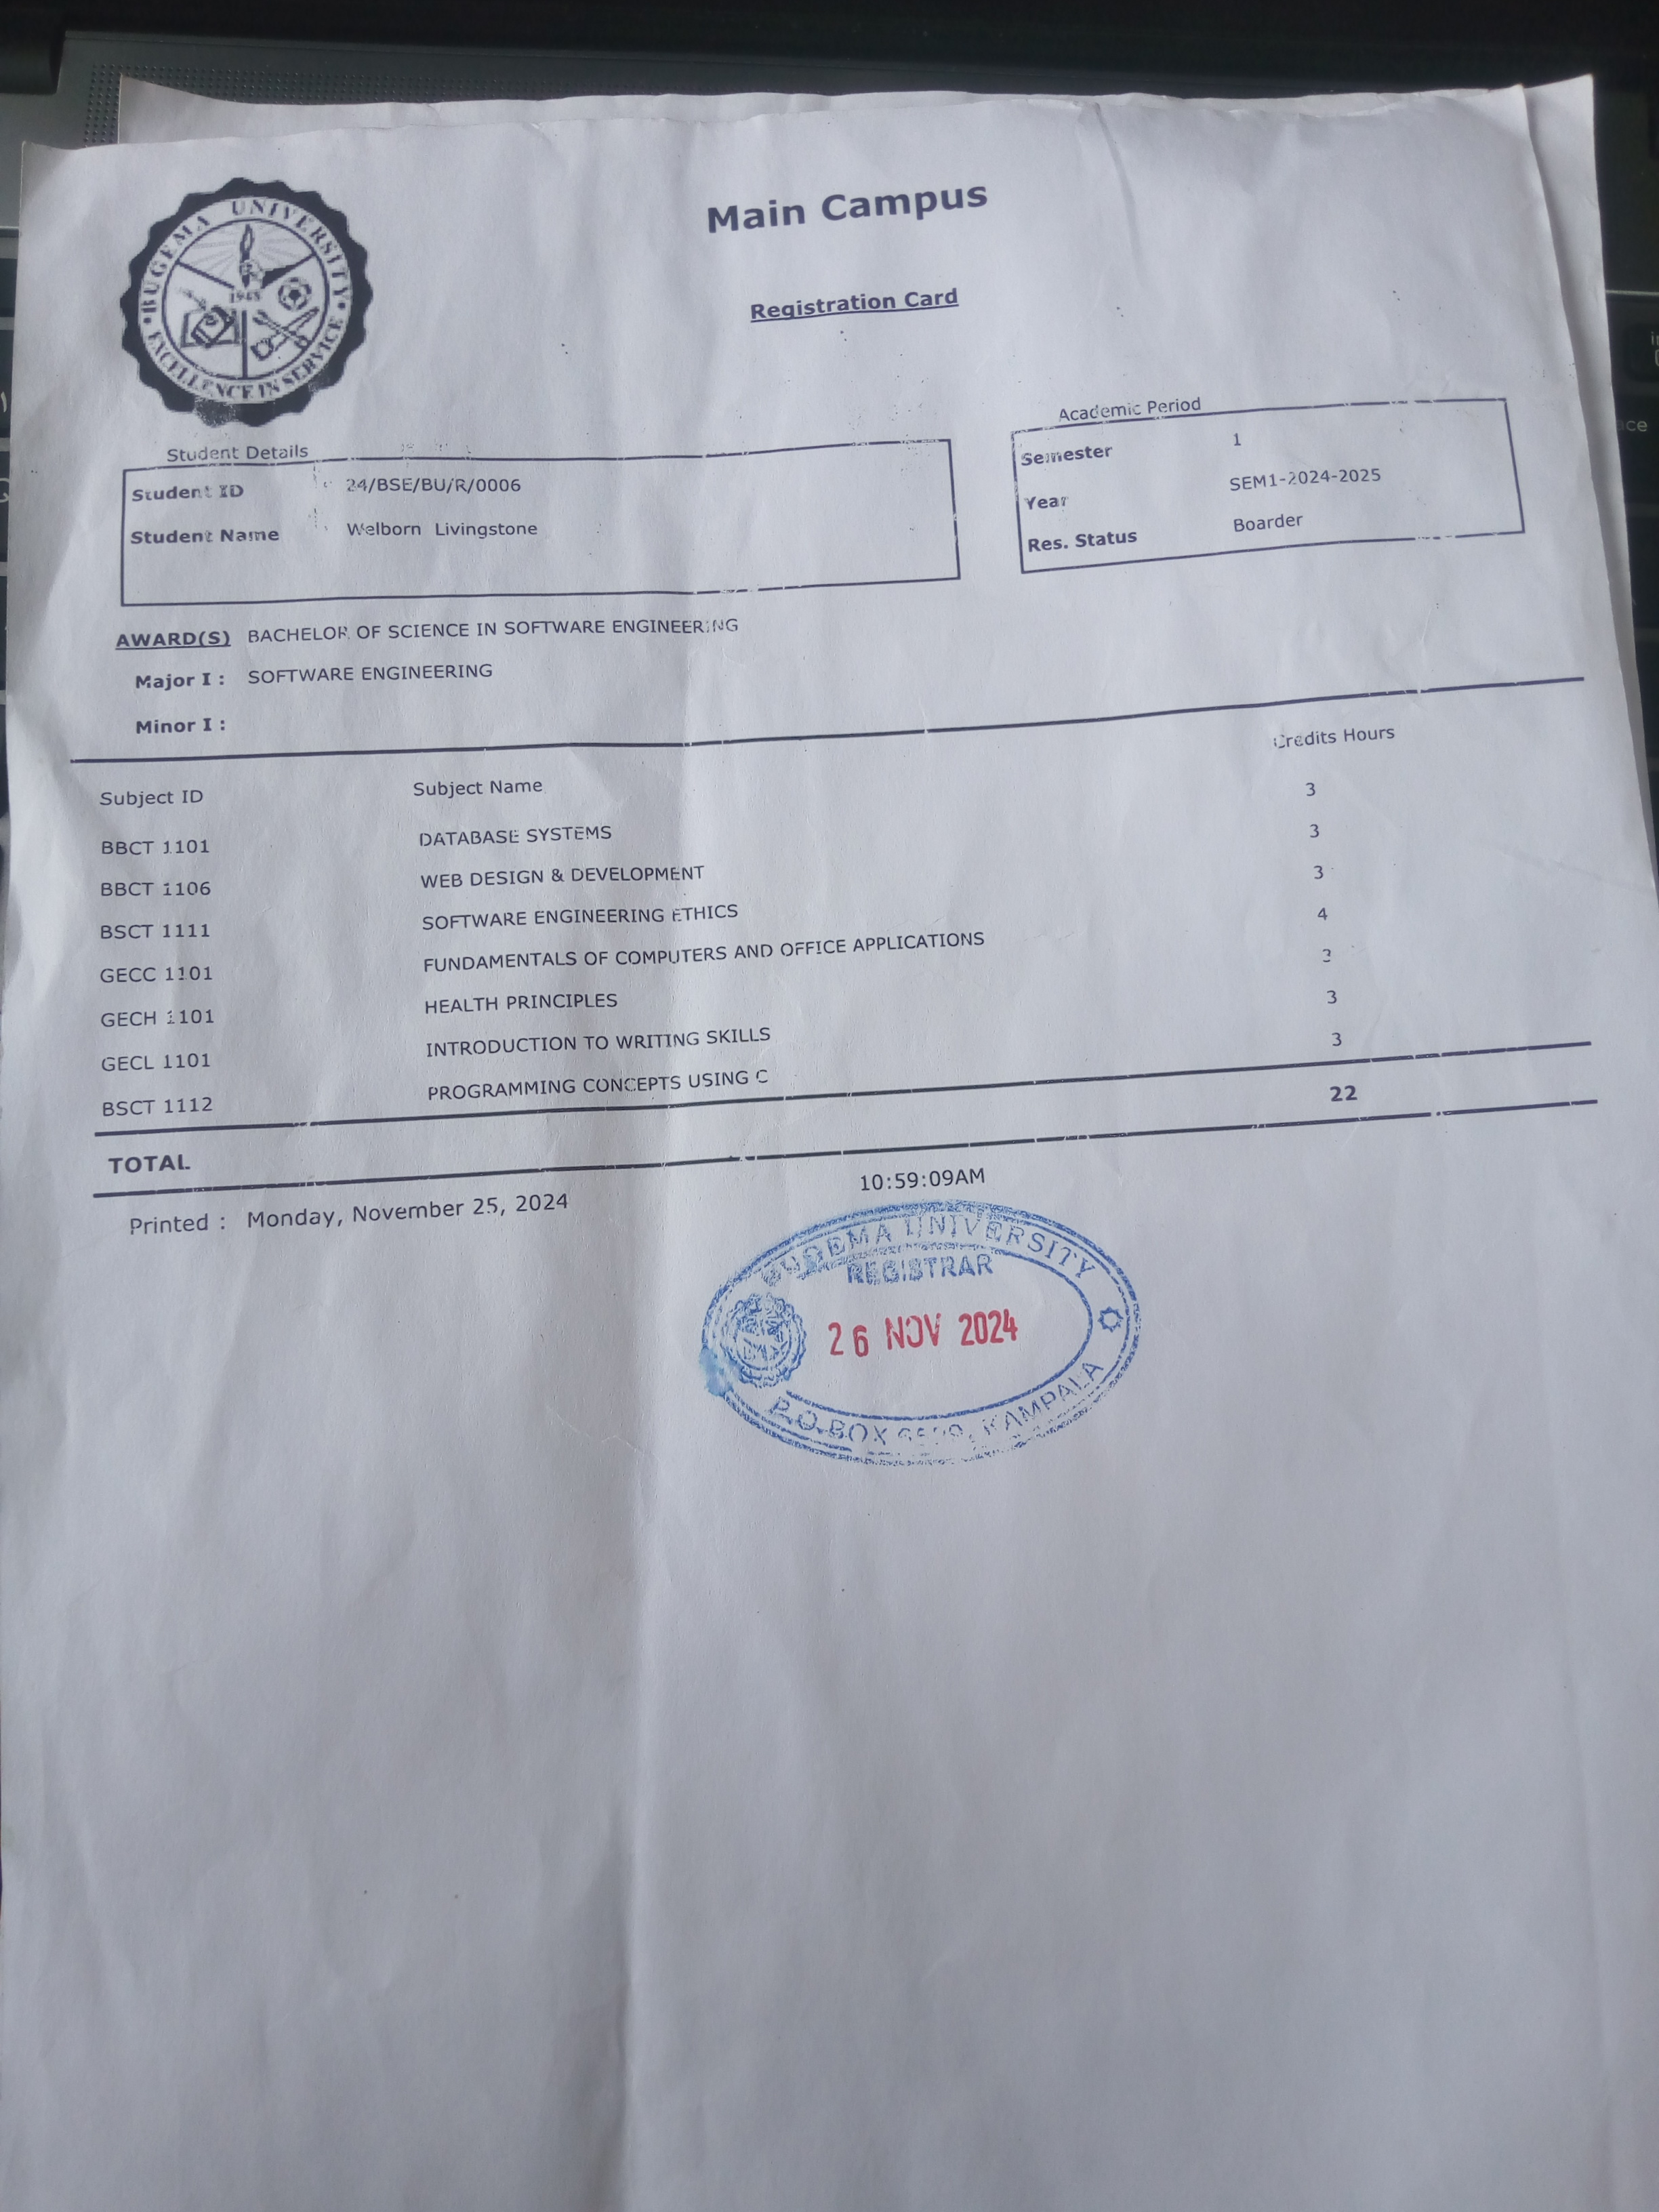 BUGEMA UNIVERSITY
1948
EXCELLENCE IN SERVICE
Main Campus
Registration Card
Student Details
Student ID : 24/BSE/BU/R/0006
Student Name : Welborn Livingstone
Academic Period
Semester 1
Year SEM1-2024-2025
Res. Status Boarder
AWARD(S) BACHELOR OF SCIENCE IN SOFTWARE ENGINEERING
Major I : SOFTWARE ENGINEERING
Minor I :
Subject ID Subject Name Credits Hours
BBCT 1101 DATABASE SYSTEMS 3
BBCT 1106 WEB DESIGN & DEVELOPMENT 3
BSCT 1111 SOFTWARE ENGINEERING ETHICS 3
GECC 1101 FUNDAMENTALS OF COMPUTERS AND OFFICE APPLICATIONS 4
GECH 1101 HEALTH PRINCIPLES 3
GECL 1101 INTRODUCTION TO WRITING SKILLS 3
BSCT 1112 PROGRAMMING CONCEPTS USING C 3
TOTAL 22
Printed : Monday, November 25, 2024 10:59:09AM
BUGEMA UNIVERSITY
REGISTRAR
26 NOV 2024
P.O.BOX KAMPALA